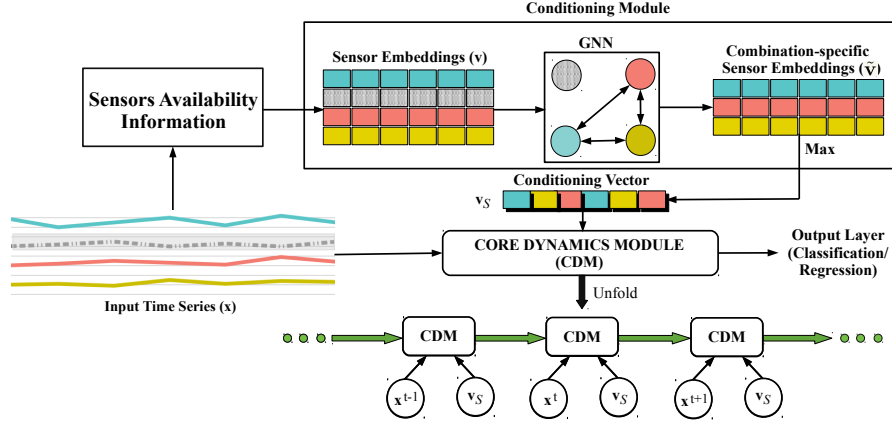 Conditioning Module
Sensor Embeddings (v)
GNN
Combination-specific
Sensor Embeddings (ṽ)
Sensors Availability
Information
Max
Conditioning Vector
v_S
CORE DYNAMICS MODULE
(CDM)
Output Layer
(Classification/
Regression)
Input Time Series (x)
Unfold
CDM CDM CDM
x^{t-1} v_S x^t v_S x^{t+1} v_S